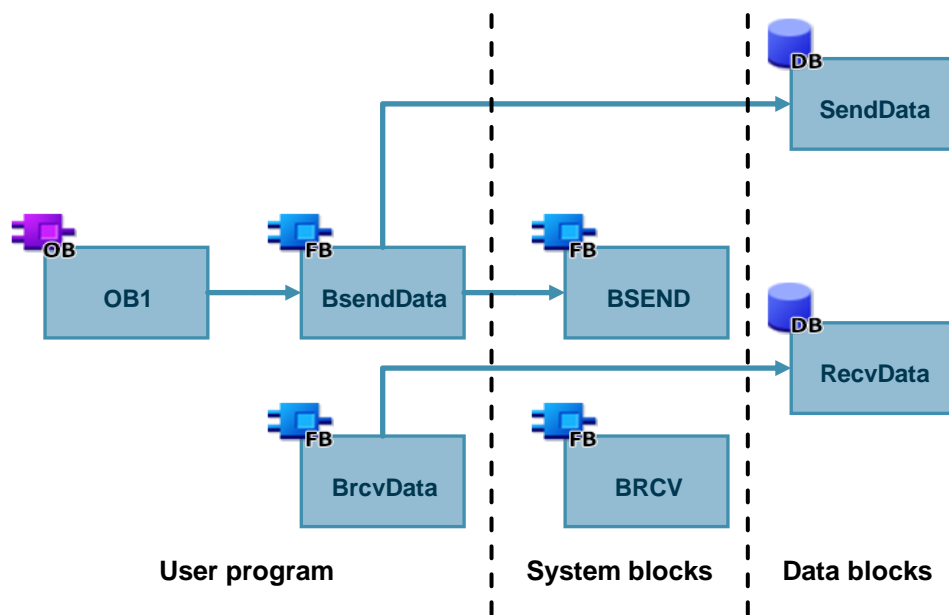 DB
SendData
OB
FB
FB
OB1
BsendData
BSEND
DB
RecvData
FB
FB
BrcvData
BRCV
User program
System blocks
Data blocks